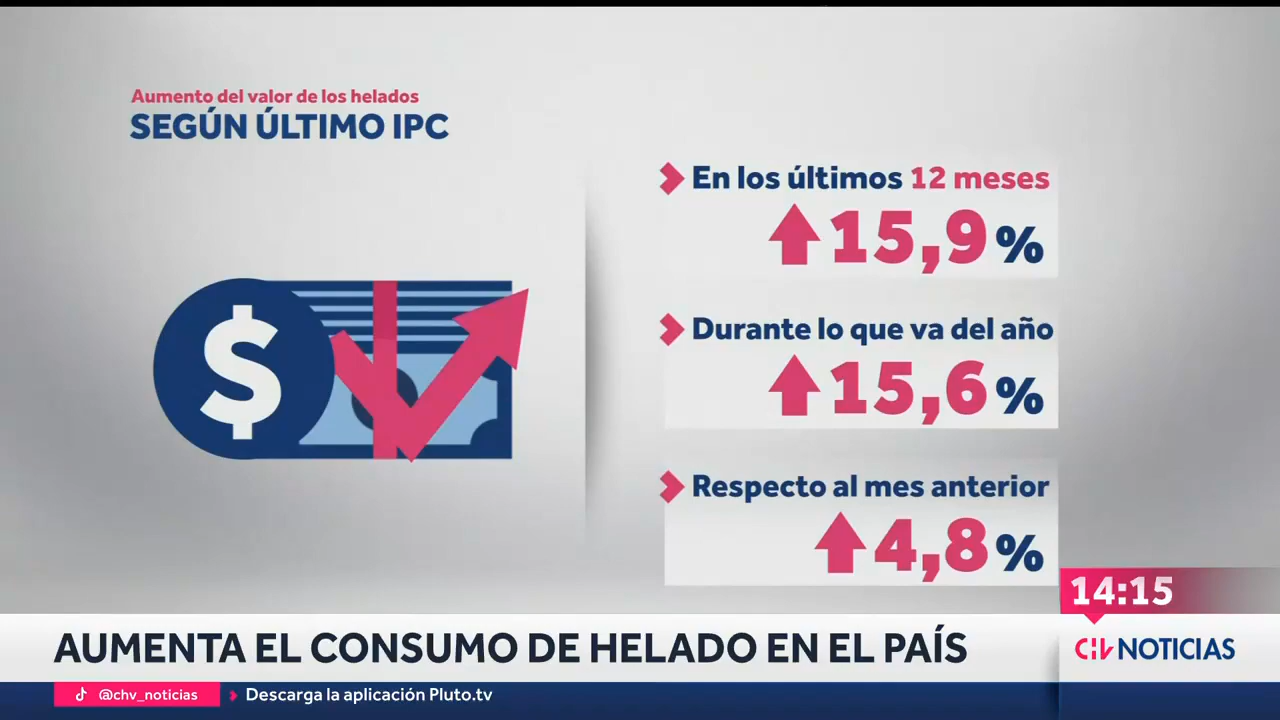 Aumento del valor de los helados
SEGÚN ÚLTIMO IPC
En los últimos 12 meses
15,9%
Durante lo que va del año
15,6%
Respecto al mes anterior
4,8%
$
14:15
AUMENTA EL CONSUMO DE HELADO EN EL PAÍS
CHV NOTICIAS
@chv_noticias
Descarga la aplicación Pluto.tv